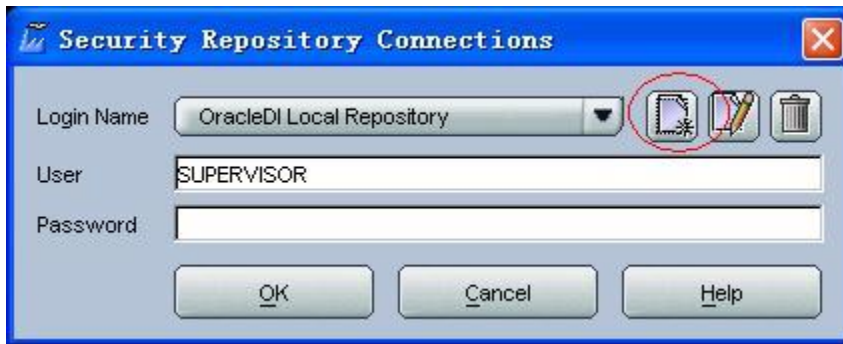 Security Repository Connections
Login Name OracleDI Local Repository
User SUPERVISOR
Password
OK Cancel Help